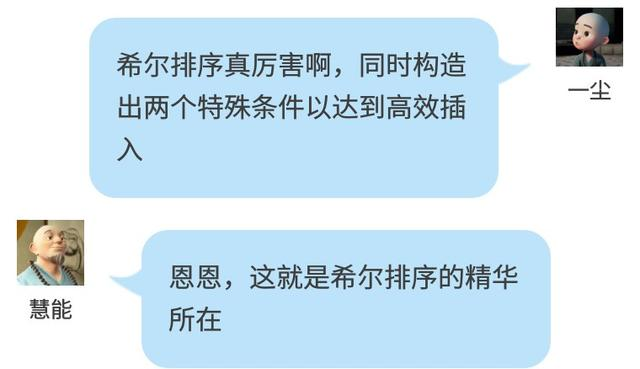 希尔排序真厉害啊，同时构造
出两个特殊条件以达到高效插
入
一尘
恩恩，这就是希尔排序的精华
所在
慧能